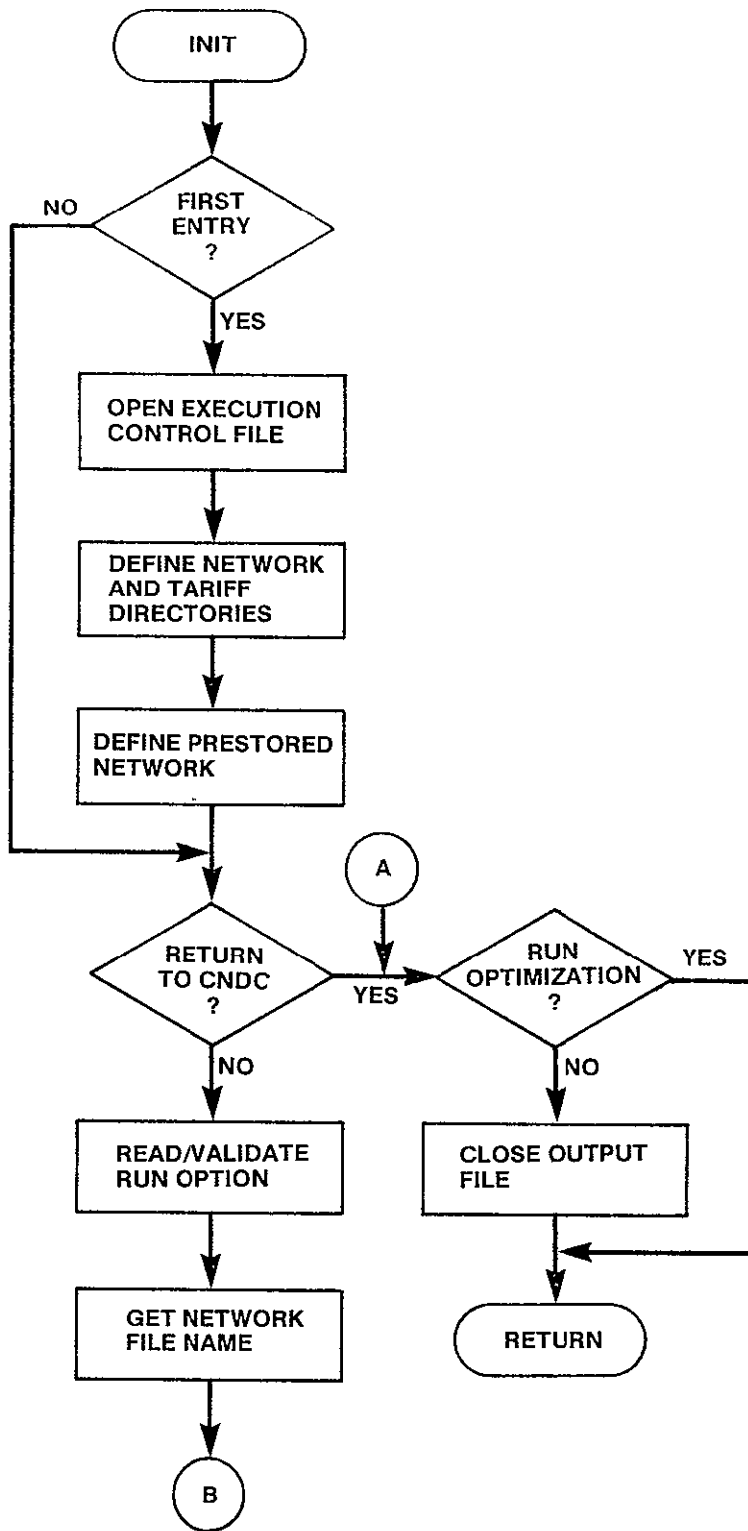 INIT
FIRST
ENTRY
?
NO
YES
OPEN EXECUTION
CONTROL FILE
DEFINE NETWORK
AND TARIFF
DIRECTORIES
DEFINE PRESTORED
NETWORK
A
RETURN
TO CNDC
?
YES
RUN
OPTIMIZATION
?
YES
NO
NO
READ/VALIDATE
RUN OPTION
CLOSE OUTPUT
FILE
GET NETWORK
FILE NAME
RETURN
B